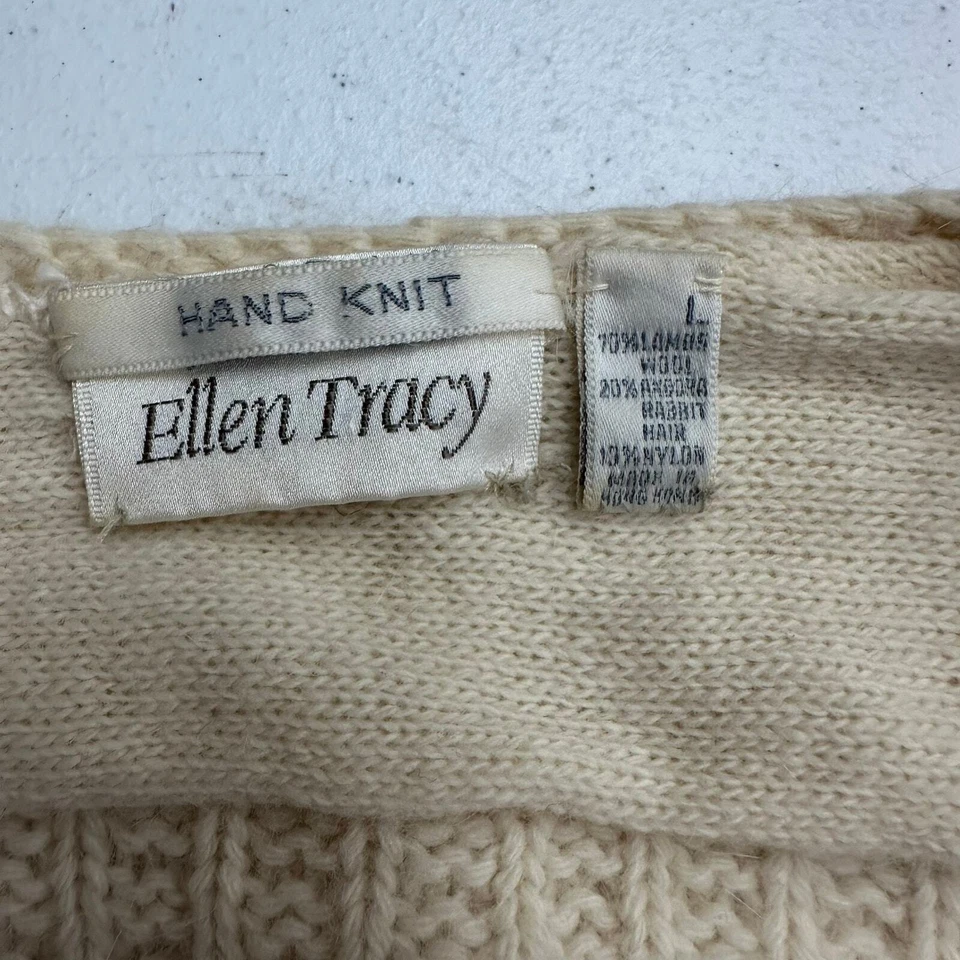 HAND KNIT
Ellen Tracy
L
70% LAMBS
WOOL
20% ANGORA
RABBIT
HAIR
10% NYLON
MADE IN
HONG KONG